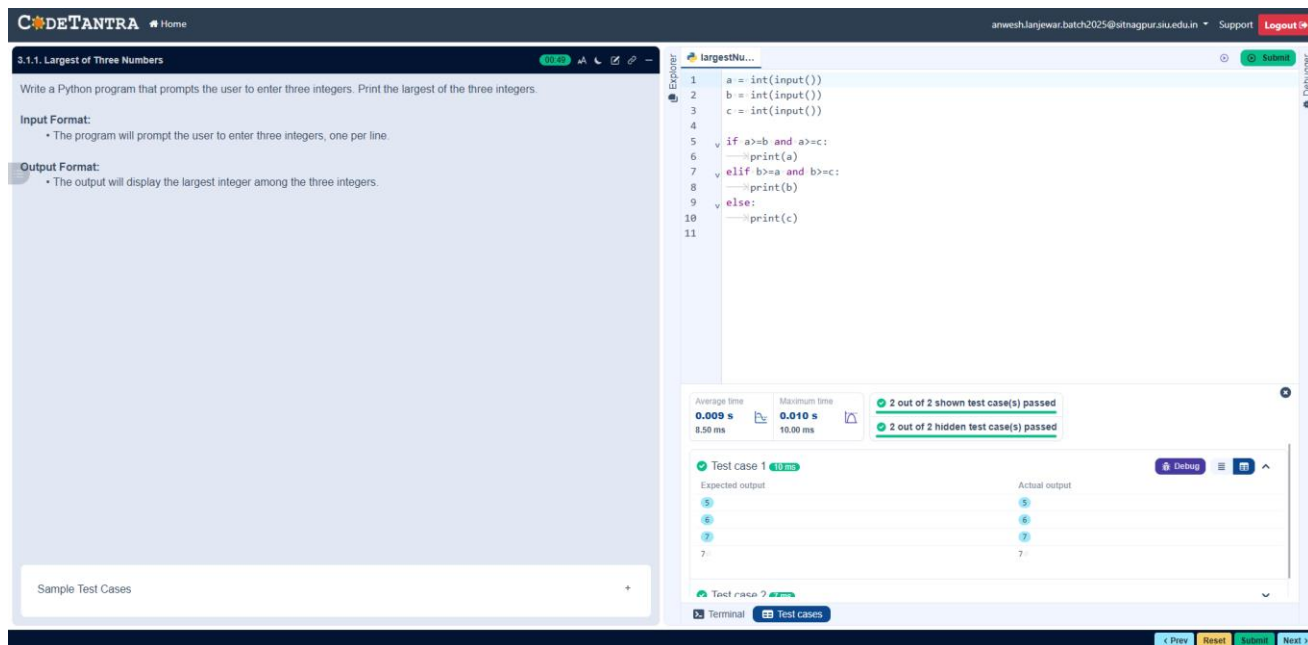 CODETANTRA Home
anwesh.lanjewar.batch2025@sitnagpur.siu.edu.in Support Logout
3.1.1. Largest of Three Numbers
00:49
Write a Python program that prompts the user to enter three integers. Print the largest of the three integers.
Input Format:
• The program will prompt the user to enter three integers, one per line.
Output Format:
• The output will display the largest integer among the three integers.
Sample Test Cases
+
Explorer
largestNu...
Submit
Debugger
1 a = int(input())
2 b = int(input())
3 c = int(input())
4
5 if a>=b and a>=c:
6 print(a)
7 elif b>=a and b>=c:
8 print(b)
9 else:
10 print(c)
11
Average time
0.009 s
8.50 ms
Maximum time
0.010 s
10.00 ms
2 out of 2 shown test case(s) passed
2 out of 2 hidden test case(s) passed
Test case 1 10 ms
Debug
Expected output Actual output
5 5
6 6
7 7
7 7
Test case 2
Terminal Test cases
< Prev Reset Submit Next >